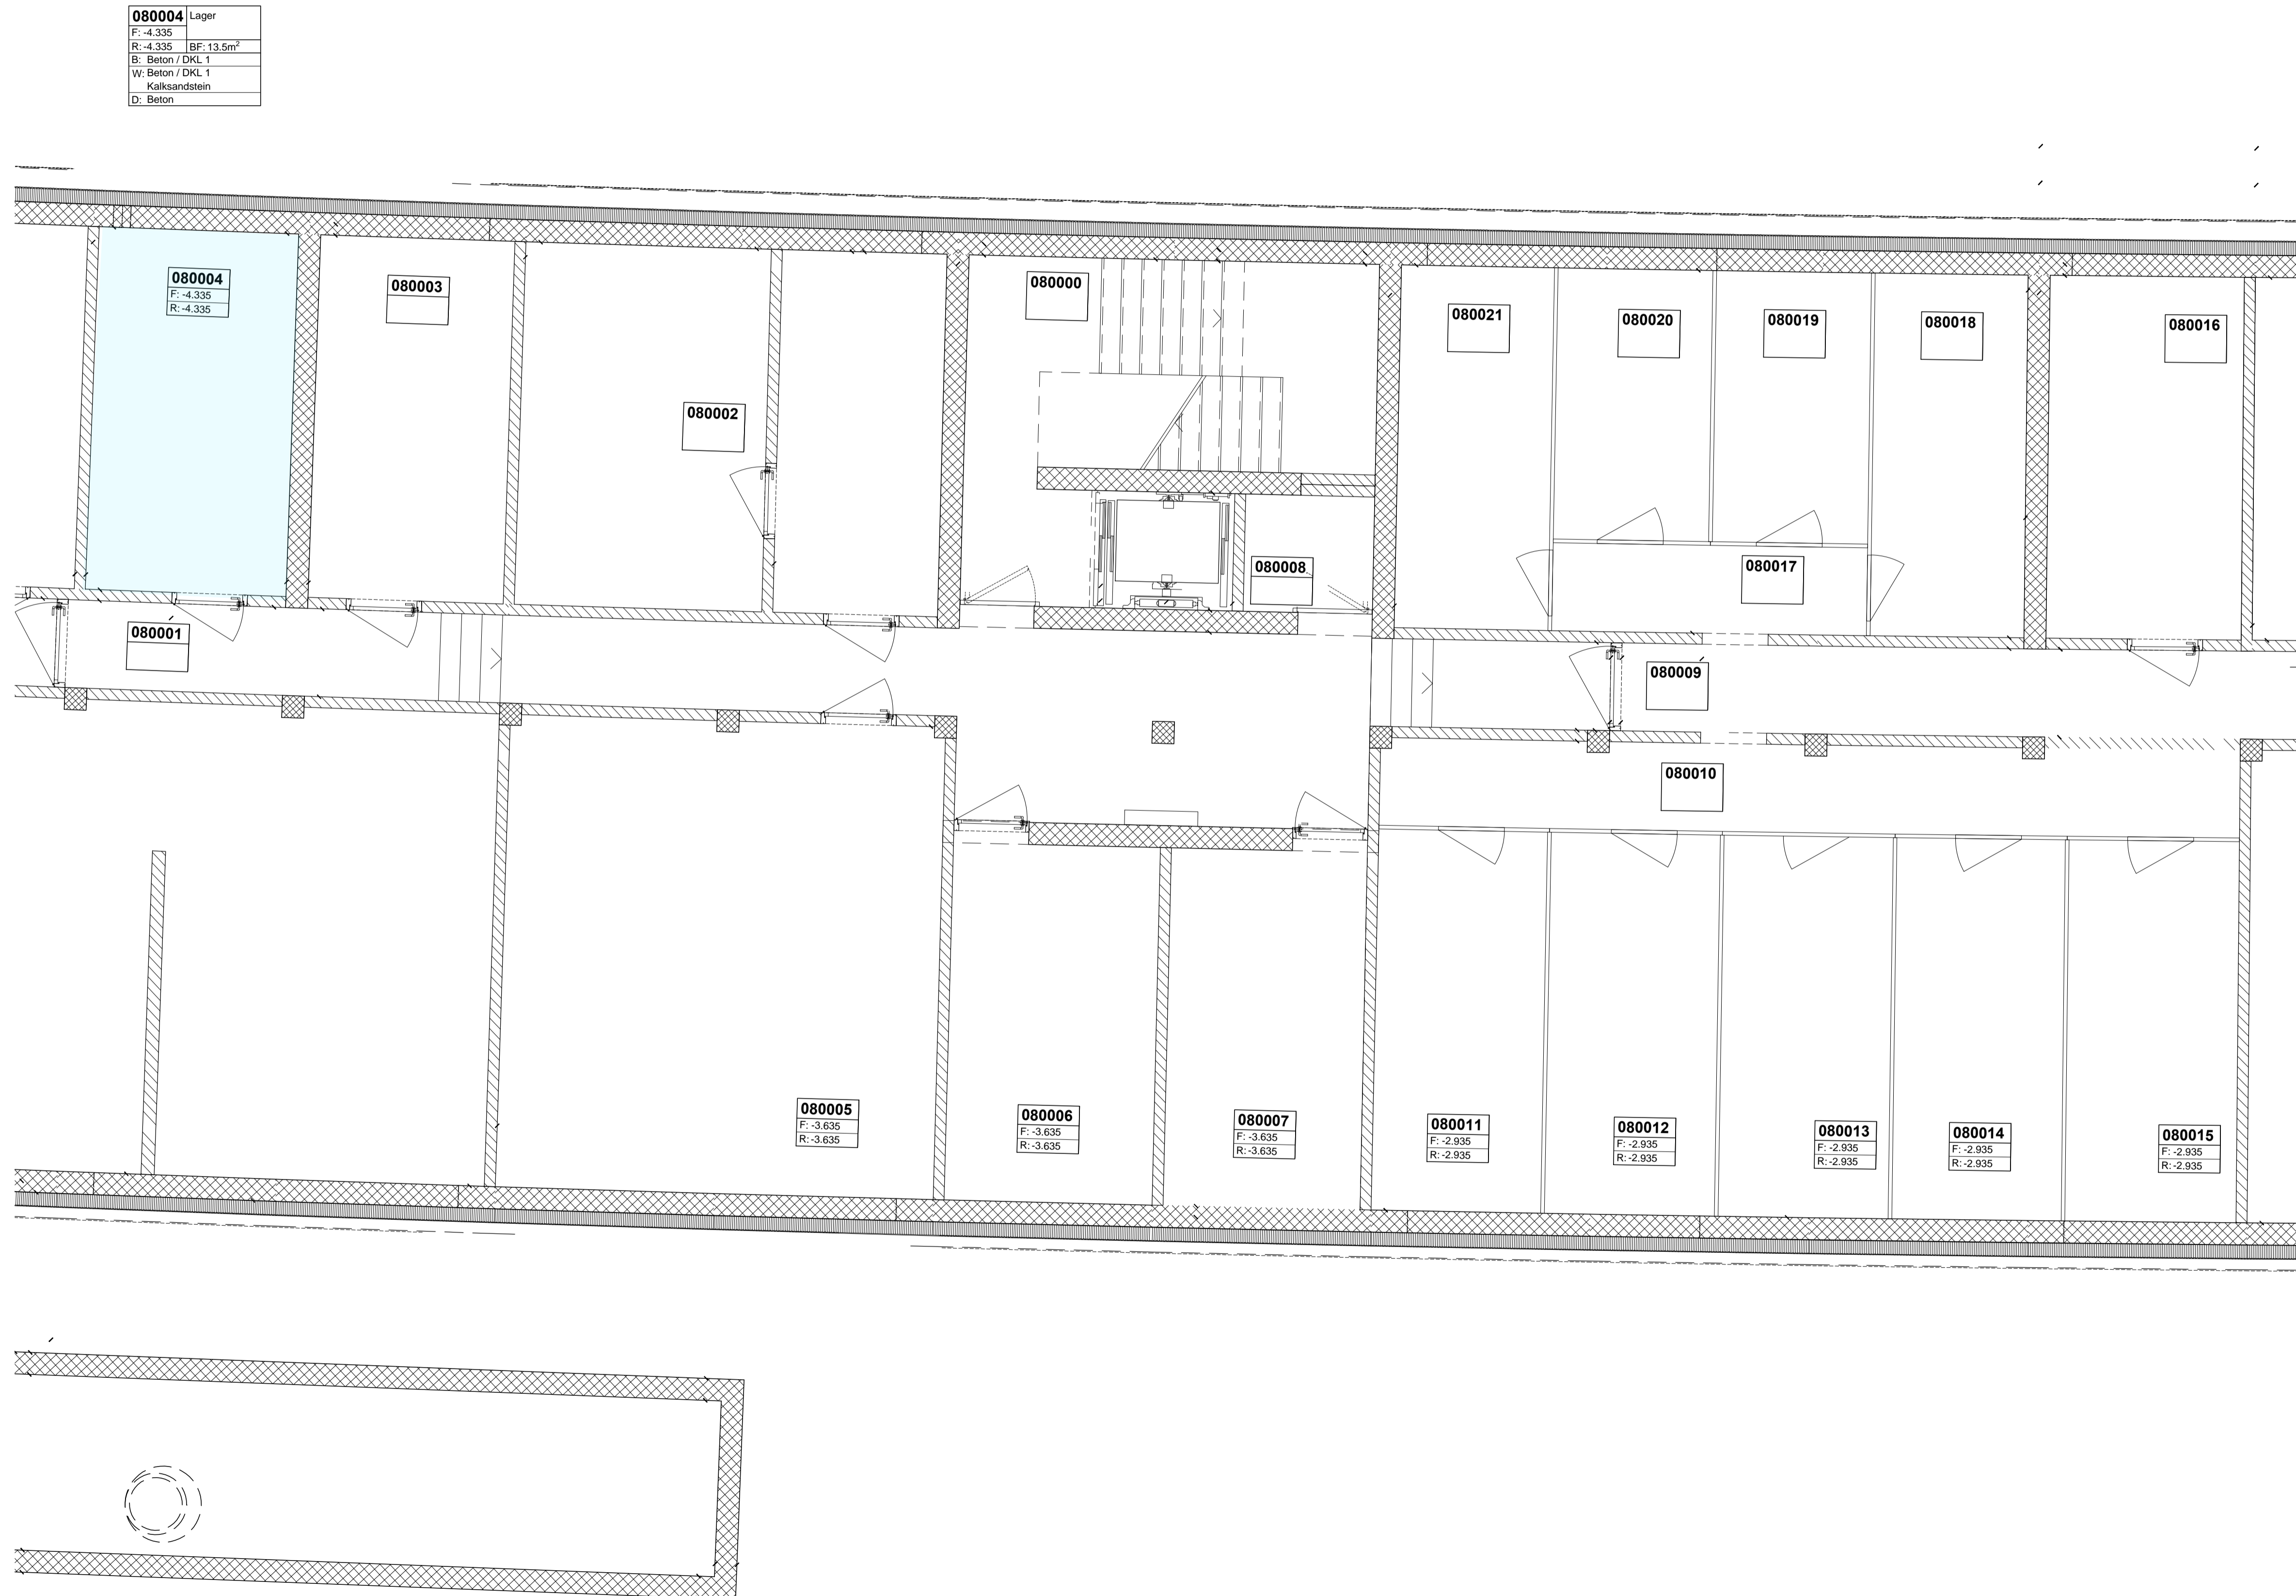 080004 Lager
F: -4.335
R: -4.335 BF: 13.5m²
B: Beton / DKL 1
W: Beton / DKL 1
Kalksandstein
D: Beton
080004
F: -4.335
R: -4.335
080003
080002
080000
080021
080020
080019
080018
080016
080008
080017
080001
080009
080010
080005
F: -3.635
R: -3.635
080006
F: -3.635
R: -3.635
080007
F: -3.635
R: -3.635
080011
F: -2.935
R: -2.935
080012
F: -2.935
R: -2.935
080013
F: -2.935
R: -2.935
080014
F: -2.935
R: -2.935
080015
F: -2.935
R: -2.935